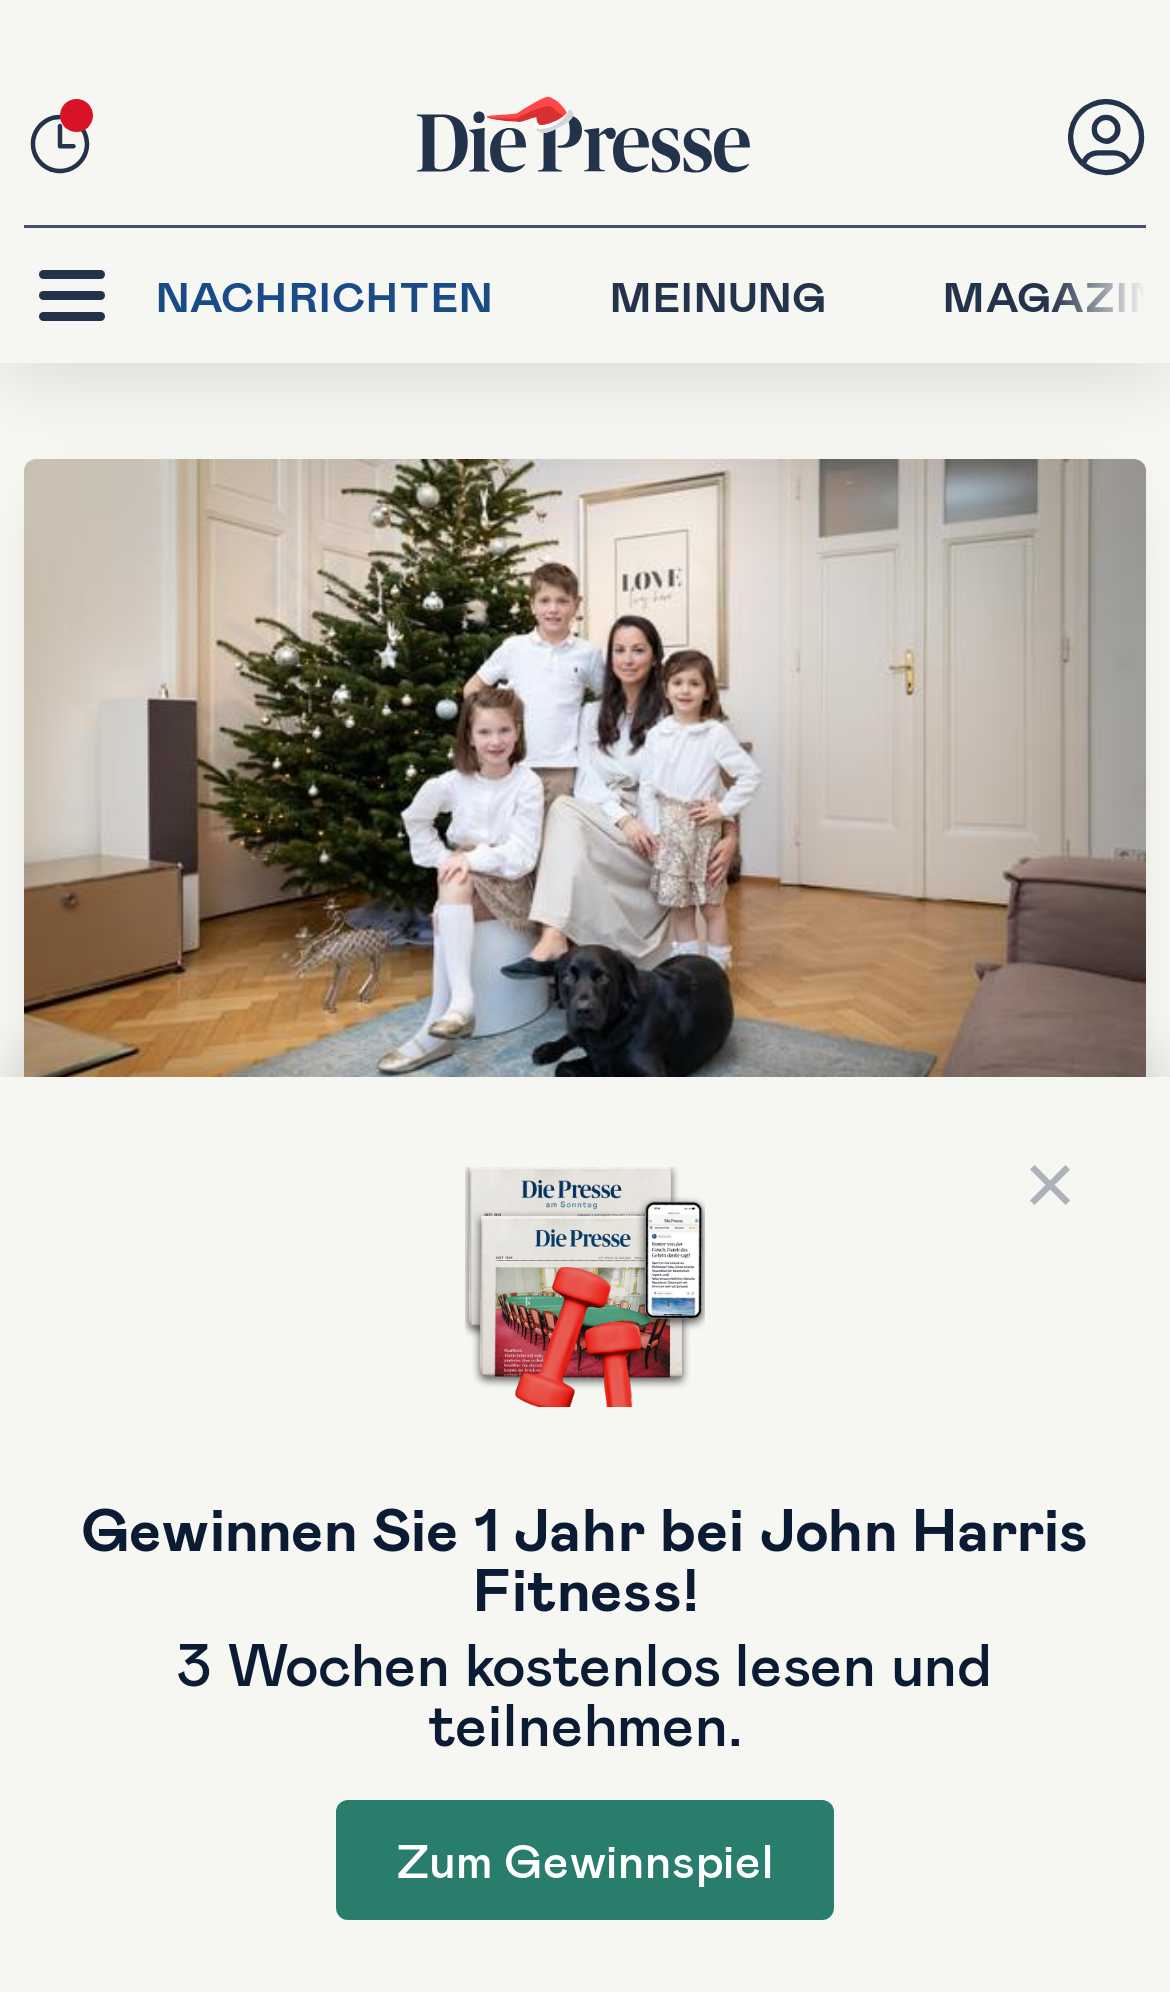 Die Presse
NACHRICHTEN MEINUNG MAGAZIN
LOVE
Die Presse
am Sonntag
Die Presse
Gewinnen Sie 1 Jahr bei John Harris
Fitness!
3 Wochen kostenlos lesen und
teilnehmen.
Zum Gewinnspiel